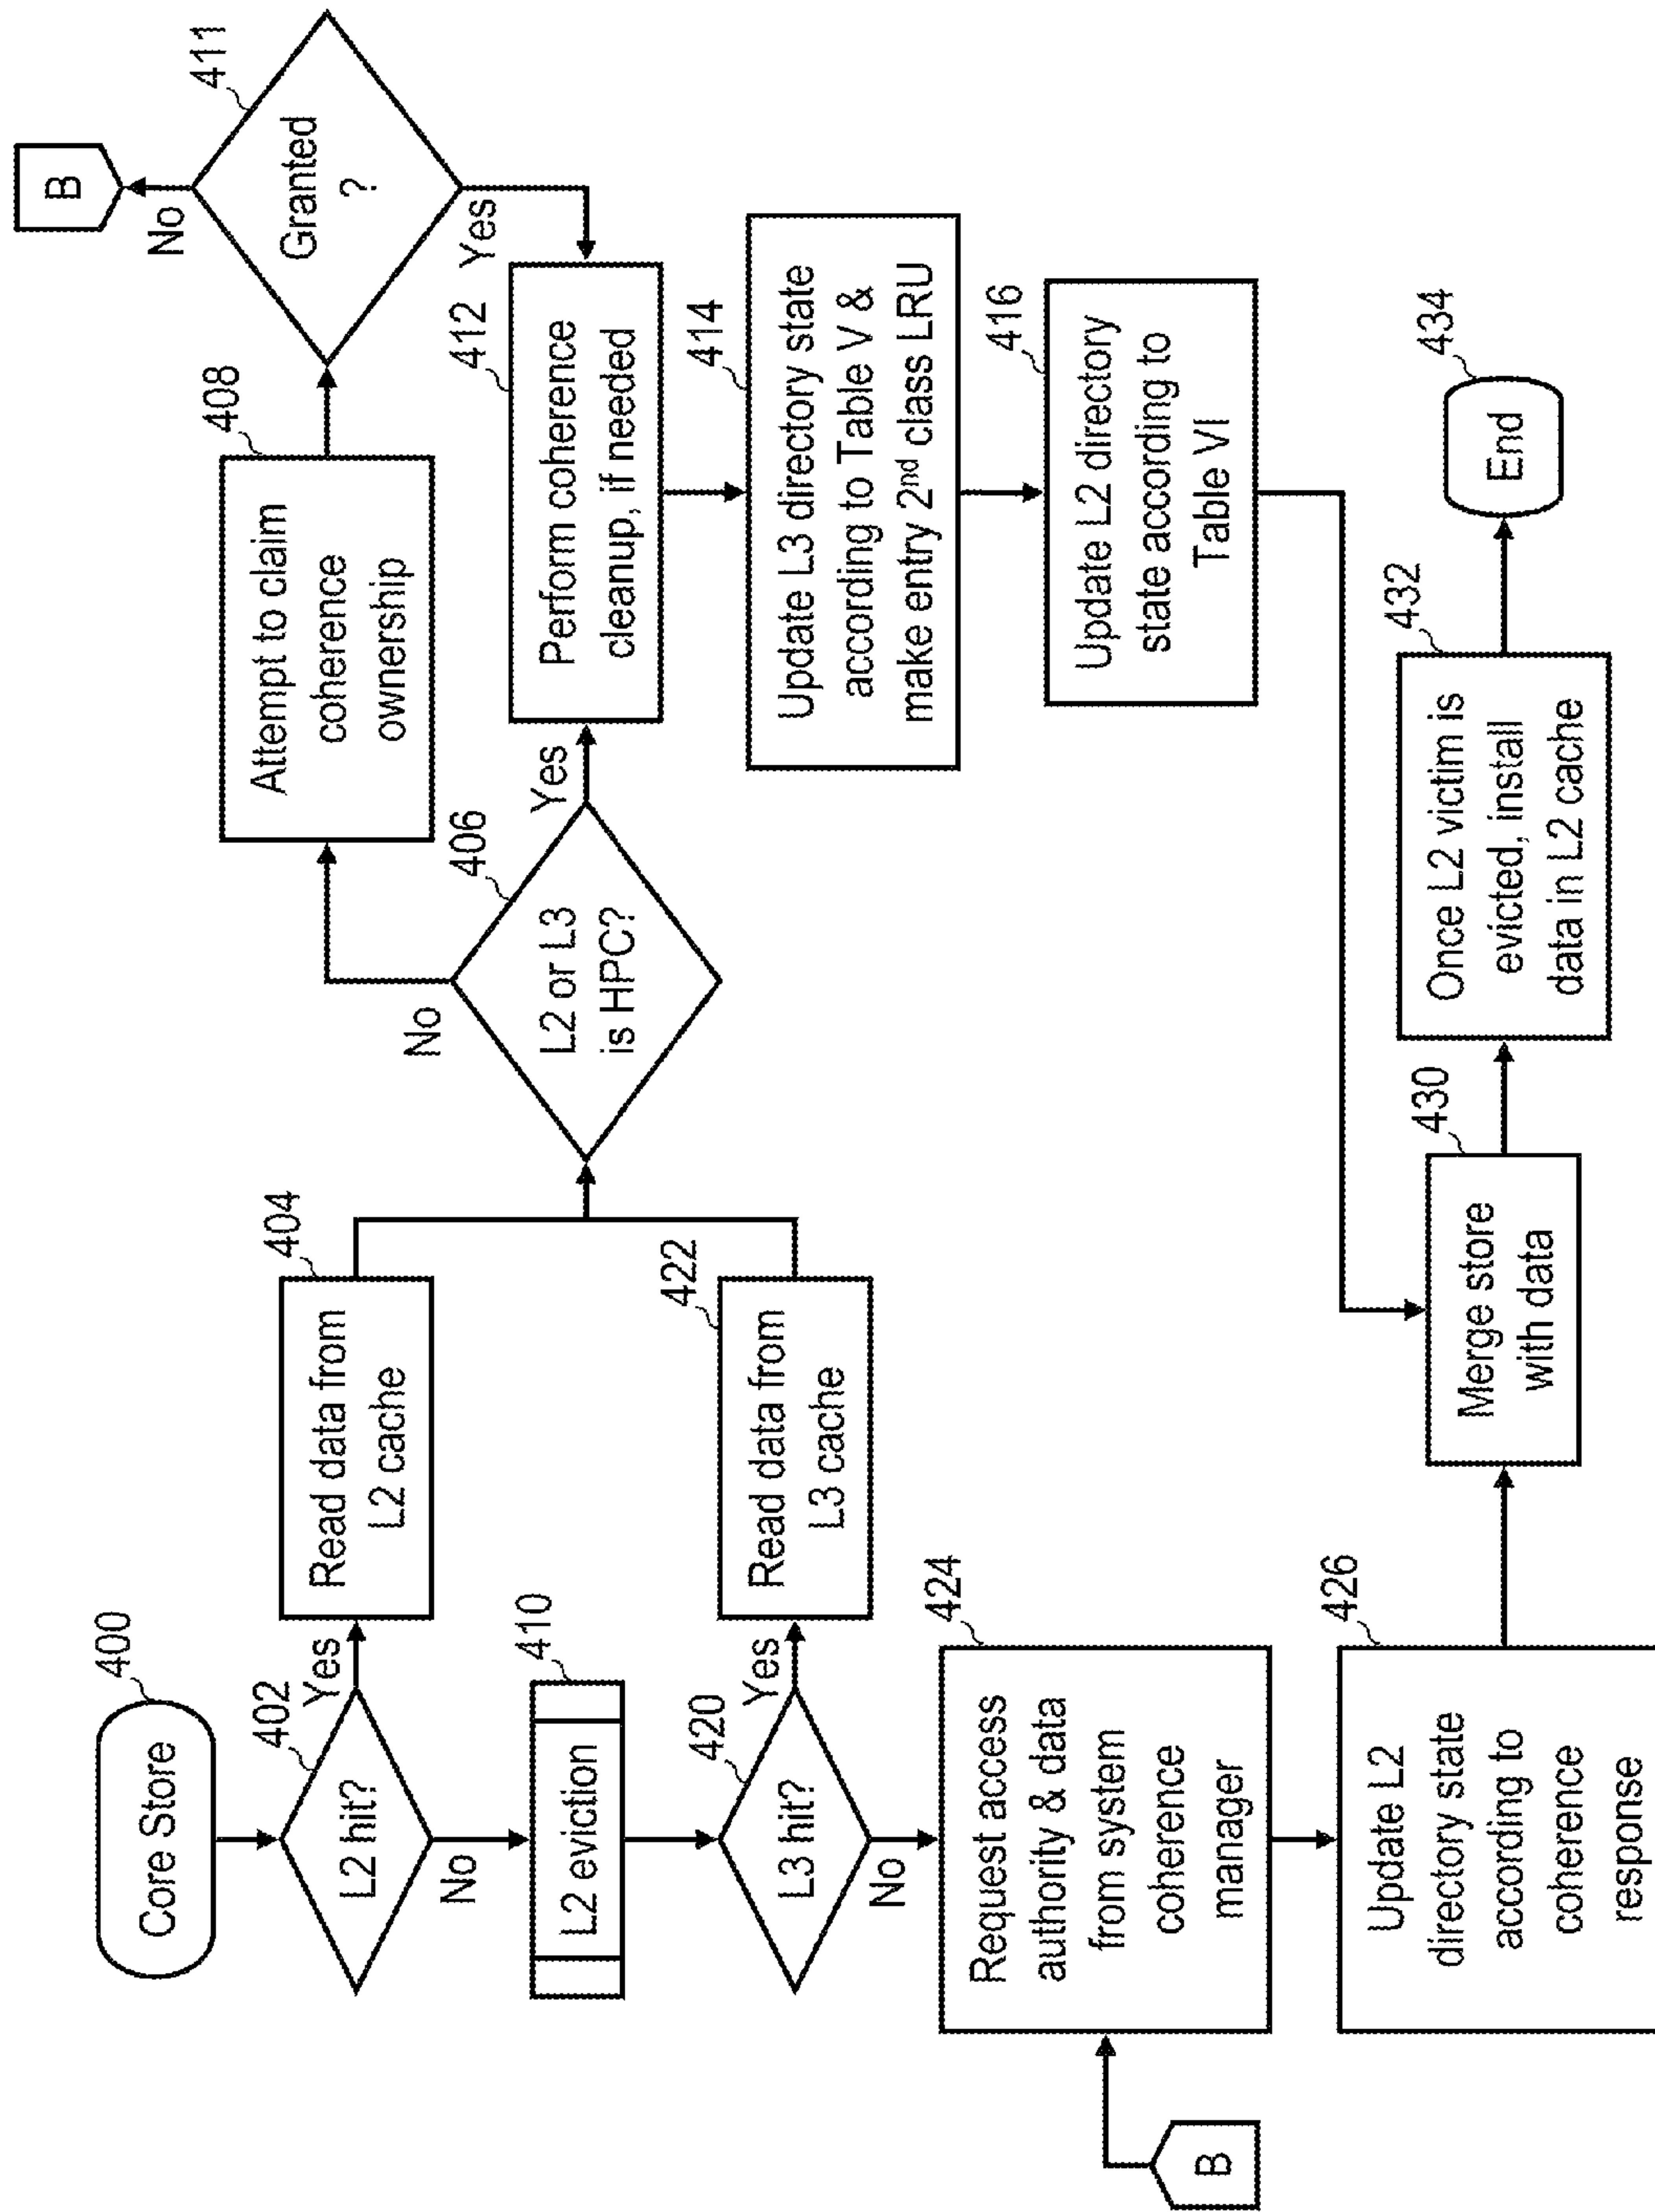 400
Core Store
402
L2 hit?
Yes
No
404
Read data from
L2 cache
410
L2 eviction
420
L3 hit?
Yes
No
422
Read data from
L3 cache
406
L2 or L3
is HPC?
No
Yes
408
Attempt to claim
coherence
ownership
411
Granted
?
No
Yes
B
412
Perform coherence
cleanup, if needed
414
Update L3 directory state
according to Table V &
make entry 2nd class LRU
416
Update L2 directory
state according to
Table VI
B
424
Request access
authority & data
from system
coherence
manager
426
Update L2
directory state
according to
coherence
response
430
Merge store
with data
432
Once L2 victim is
evicted, install
data in L2 cache
434
End